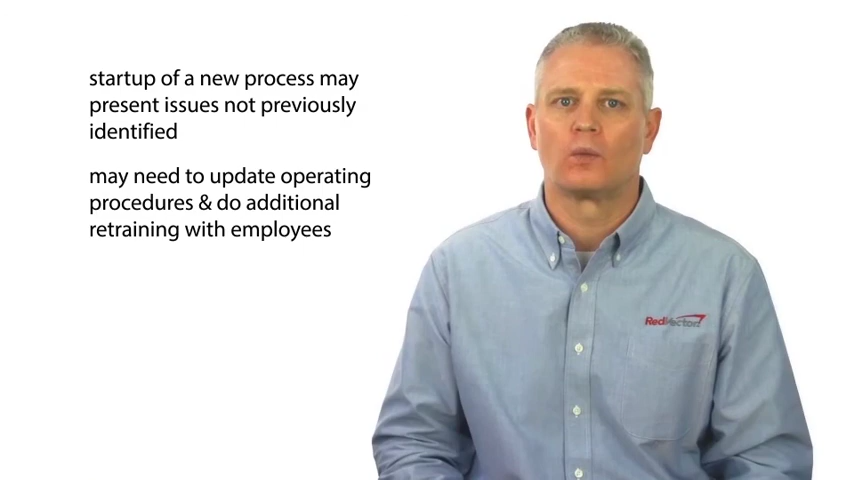 startup of a new process may
present issues not previously
identified
may need to update operating
procedures & do additional
retraining with employees
RedVector